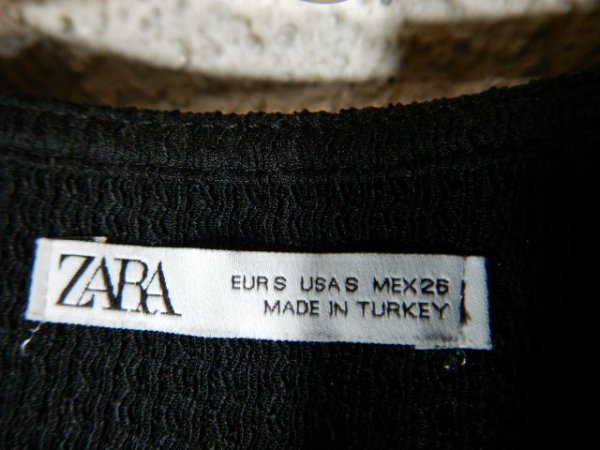 ZARA
EUR S USA S MEX 26
MADE IN TURKEY